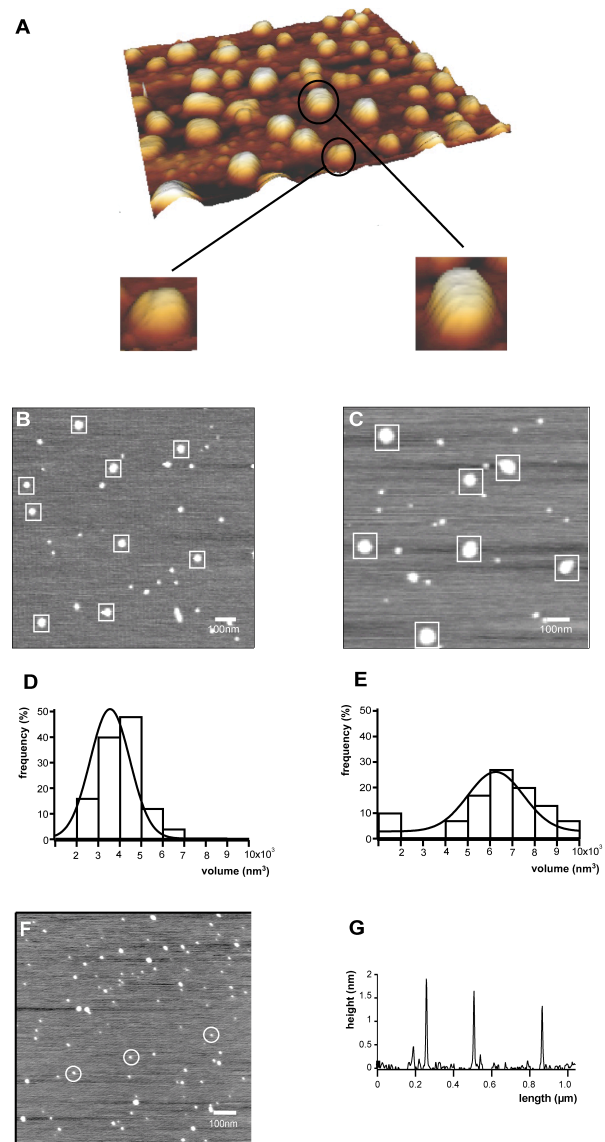 A
B
C
100nm
100nm
D
E
frequency (%)
50
40
30
20
10
0
2 3 4 5 6 7 8 9 10x10³
volume (nm³)
frequency (%)
50
40
30
20
10
0
2 3 4 5 6 7 8 9 10x10³
volume (nm³)
F
100nm
G
height (nm)
2
1.5
1
0.5
0
0 0.2 0.4 0.6 0.8 1.0
length (µm)